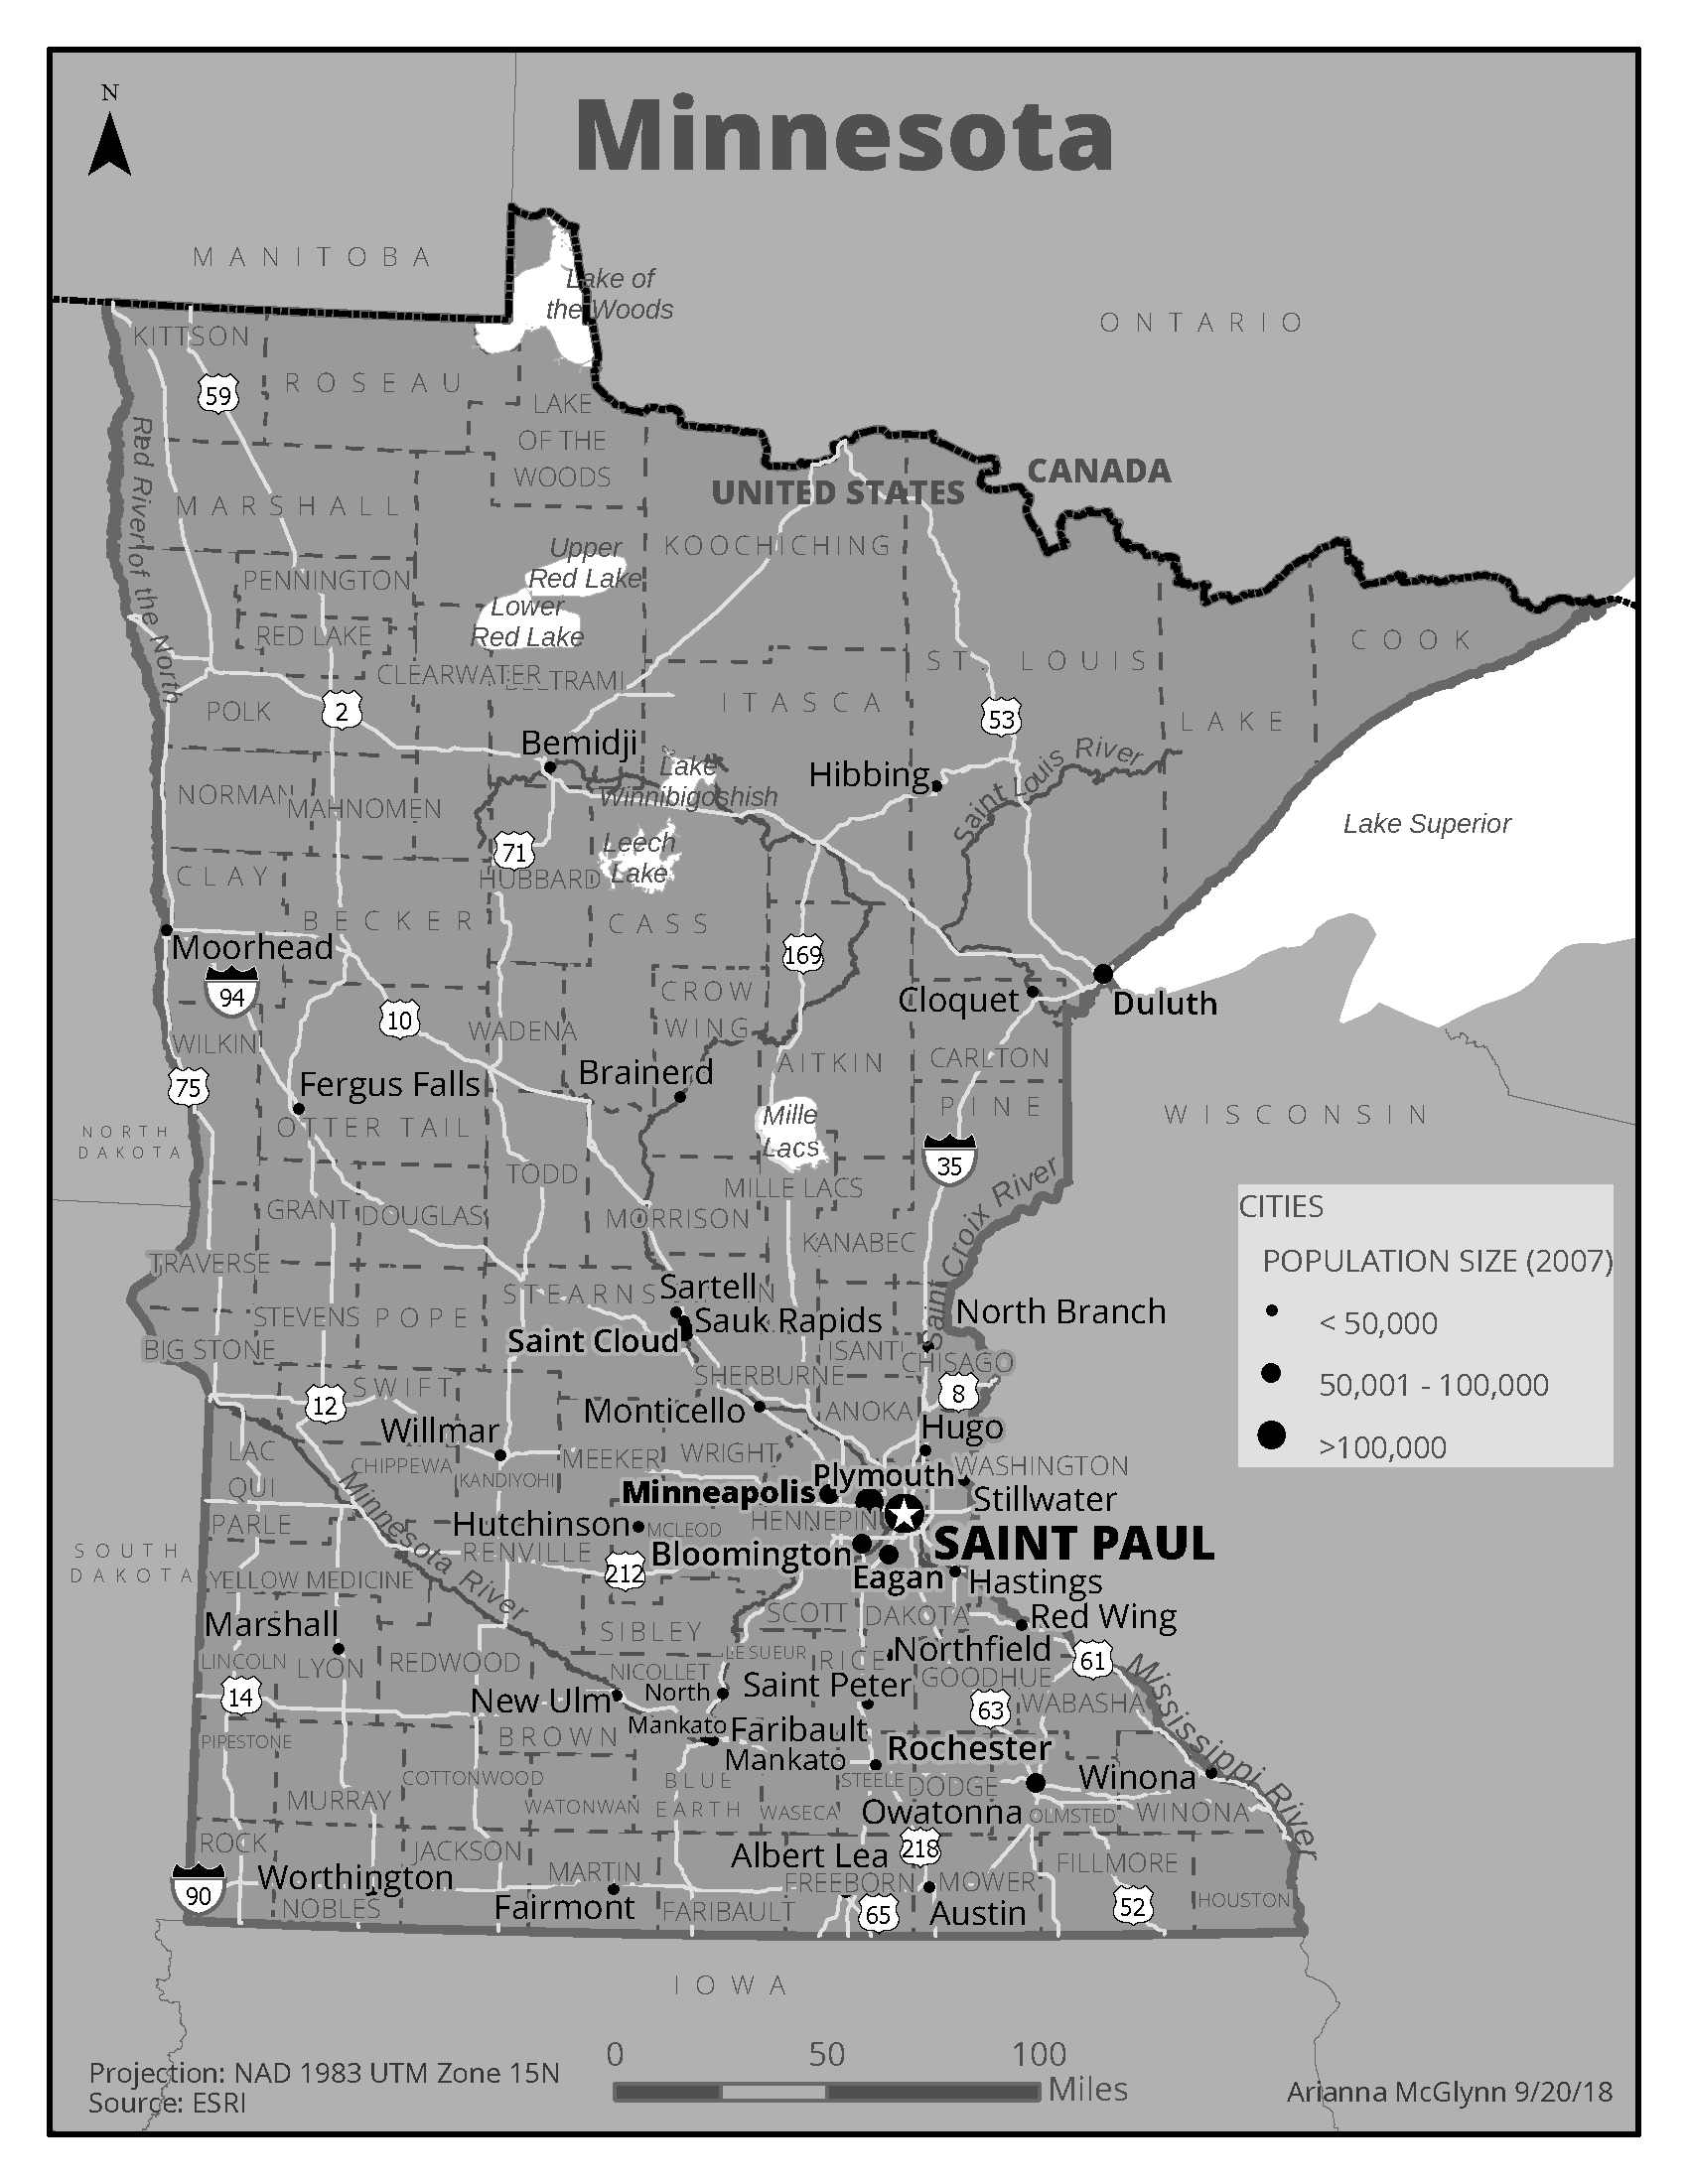 N
Minnesota
MANITOBA
Lake of
the Woods
ONTARIO
KITTSON
59
ROSEAU
LAKE
OF THE
WOODS
CANADA
UNITED STATES
Red River of the North
MARSHALL
KOOCHICHING
Upper
Red Lake
PENNINGTON
Lower
Red Lake
RED LAKE
COOK
CLEARWATER
BELTRAMI
ST. LOUIS
ITASCA
POLK
2
53
LAKE
Bemidji
Saint Louis River
Lake
Winnibigoshish
Hibbing
NORMAN
MAHNOMEN
Lake Superior
71
Leech
Lake
CLAY
HUBBARD
BECKER
CASS
Moorhead
169
94
CROW
WING
Cloquet
Duluth
10
WADENA
WILKIN
AITKIN
CARLTON
75
Fergus Falls
Brainerd
PINE
WISCONSIN
OTTER TAIL
Mille
Lacs
NORTH
DAKOTA
35
TODD
MILLE LACS
Saint Croix River
GRANT
DOUGLAS
MORRISON
KANABEC
CITIES
POPULATION SIZE (2007)
< 50,000
50,001 - 100,000
>100,000
TRAVERSE
STEARNS
Sartell
STEVENS
POPE
Sauk Rapids
North Branch
Saint Cloud
BIG STONE
ISANTI
CHISAGO
SHERBURNE
SWIFT
8
12
Monticello
ANOKA
Willmar
Hugo
LAC
QUI
PARLE
CHIPPEWA
KANDIYOHI
MEEKER
WRIGHT
Plymouth
WASHINGTON
Minneapolis
Stillwater
Minnesota River
Hutchinson
MCLEOD
HENNEPIN
SAINT PAUL
SOUTH
DAKOTA
RENVILLE
Bloomington
212
Eagan
Hastings
YELLOW MEDICINE
SCOTT
DAKOTA
Red Wing
Marshall
SIBLEY
LE SUEUR
RICE
Northfield
61
LINCOLN
LYON
REDWOOD
NICOLLET
GOODHUE
Mississippi River
14
New Ulm
North
Mankato
Saint Peter
63
WABASHA
PIPESTONE
BROWN
Faribault
Mankato
Rochester
COTTONWOOD
STEELE
DODGE
Winona
MURRAY
WATONWAN
BLUE
EARTH
WASECA
Owatonna
OLMSTED
WINONA
ROCK
JACKSON
Albert Lea
218
Worthington
MARTIN
FREEBORN
MOWER
FILLMORE
90
NOBLES
Fairmont
FARIBAULT
65
Austin
52
HOUSTON
IOWA
0 50 100
Miles
Projection: NAD 1983 UTM Zone 15N
Source: ESRI
Arianna McGlynn 9/20/18